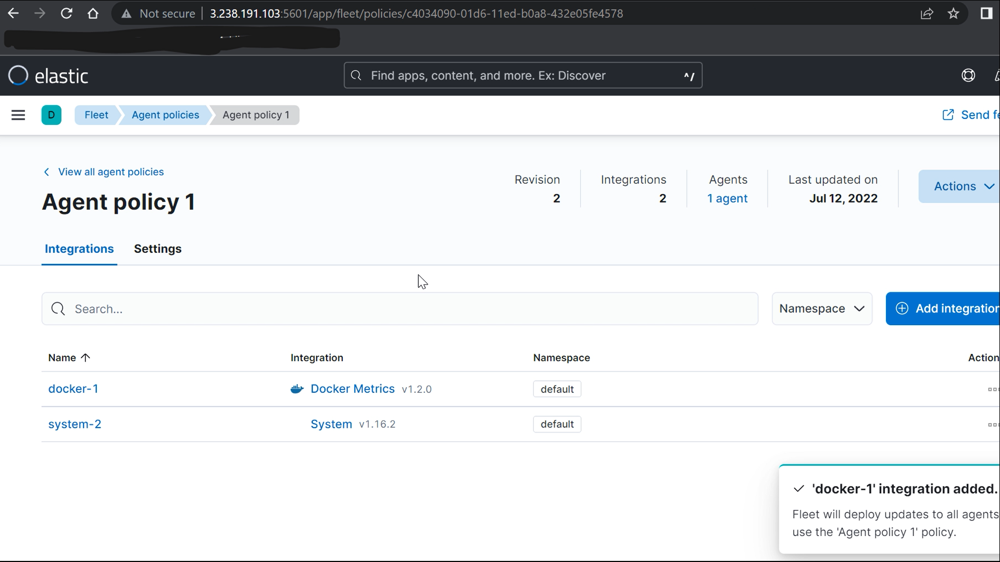 Not secure 3.238.191.103:5601/app/fleet/policies/c4034090-01d6-11ed-b0a8-432e05fe4578
elastic
Find apps, content, and more. Ex: Discover ^/
D Fleet Agent policies Agent policy 1
Send fe
View all agent policies
Agent policy 1
Revision Integrations Agents Last updated on
2 2 1 agent Jul 12, 2022
Actions
Integrations Settings
Search...
Namespace
Add integration
Name Integration Namespace Action
docker-1 Docker Metrics v1.2.0 default
system-2 System v1.16.2 default
'docker-1' integration added.
Fleet will deploy updates to all agents
use the 'Agent policy 1' policy.